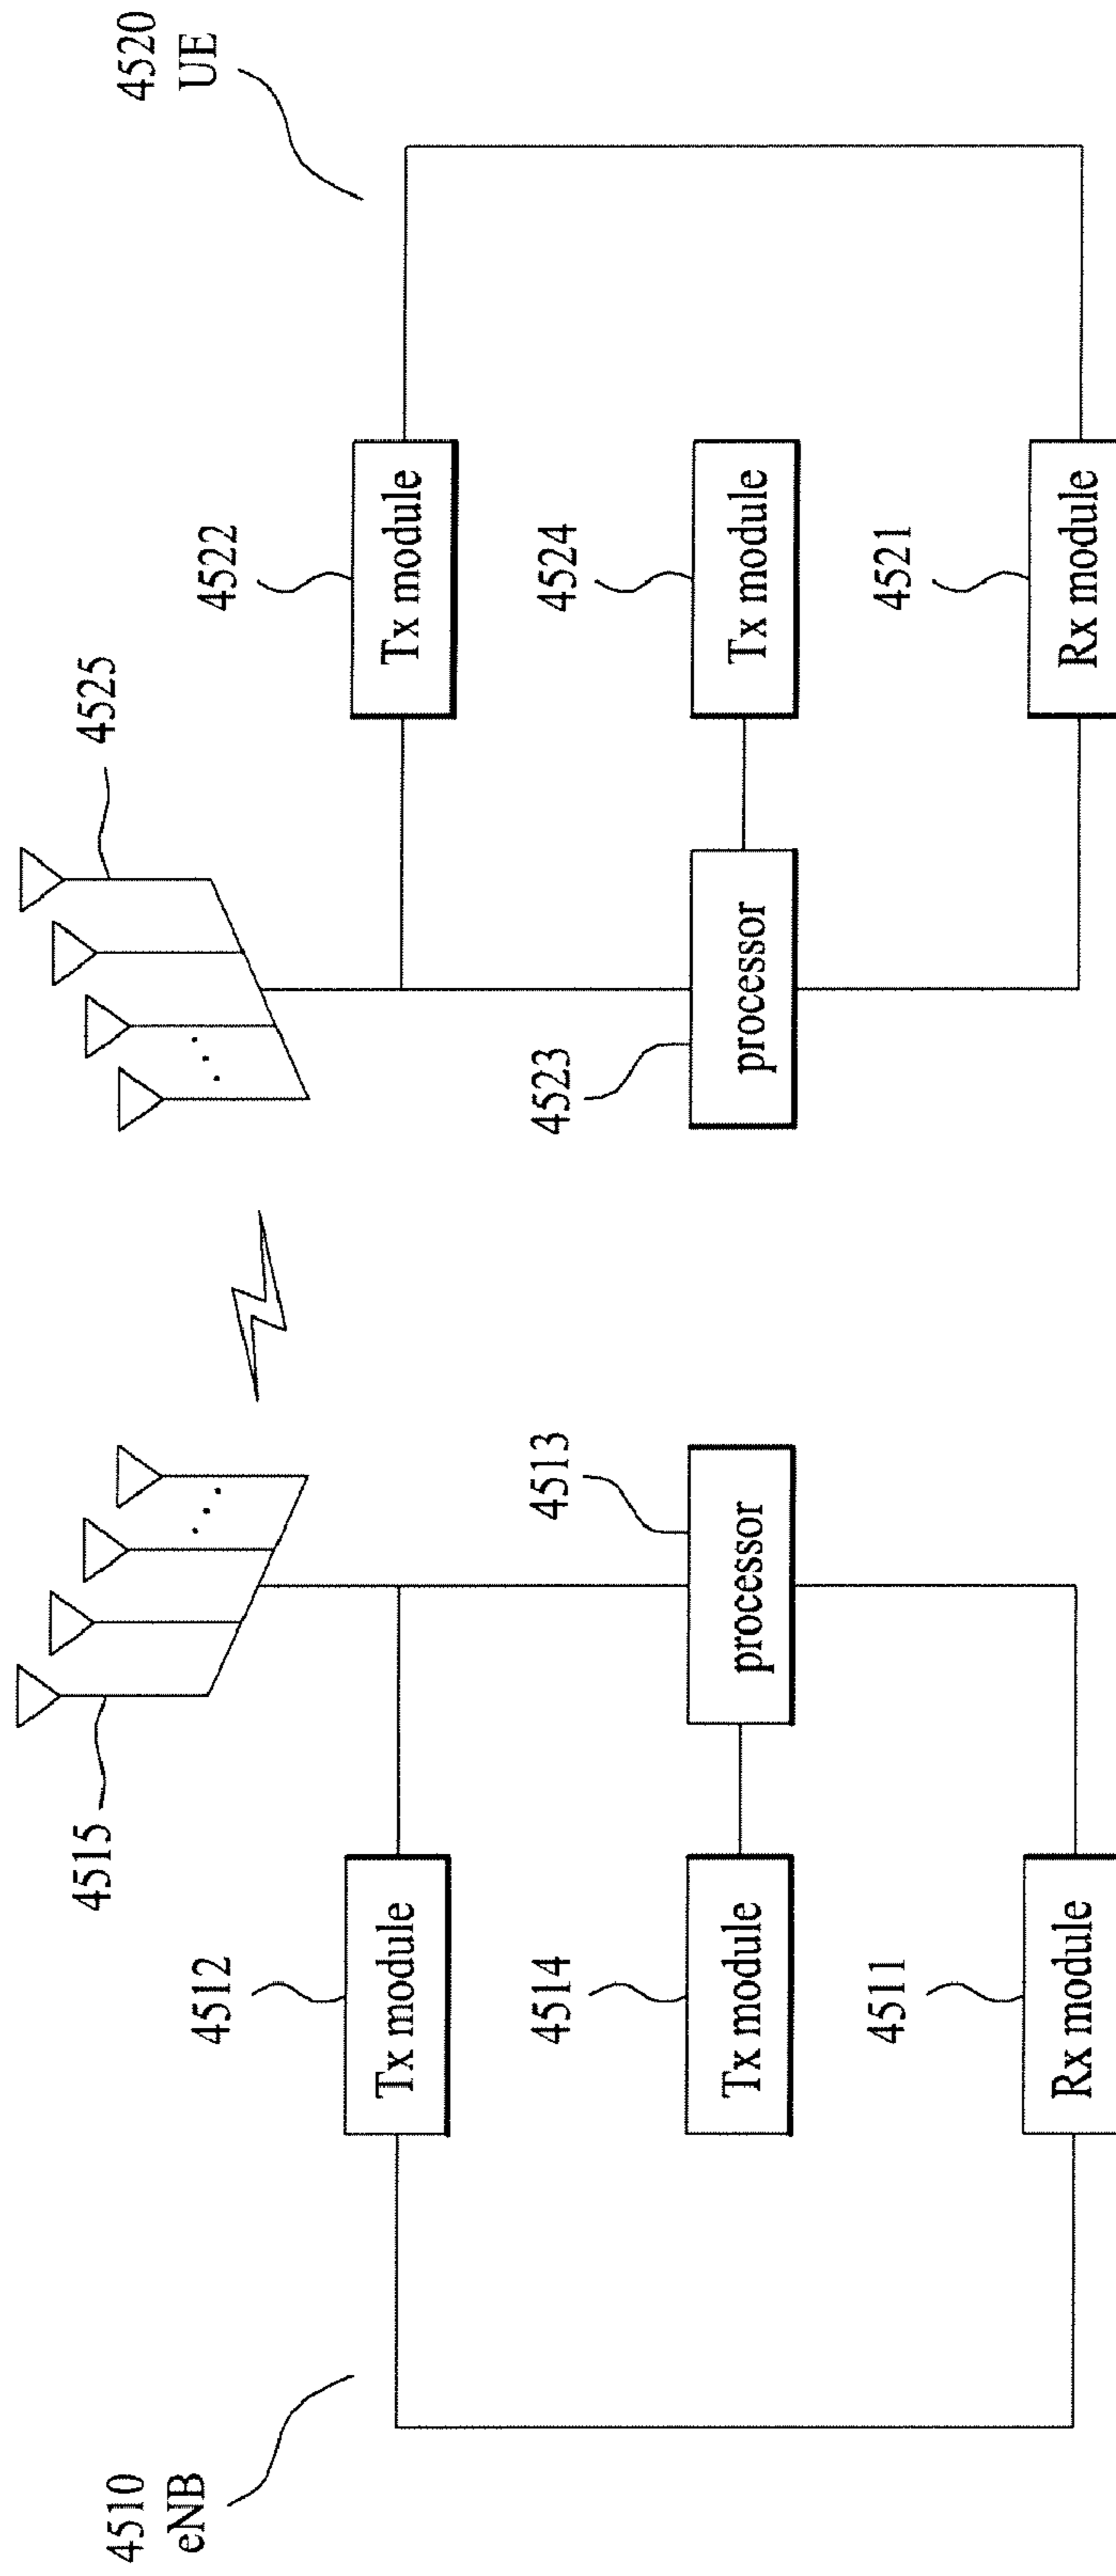 4510
eNB
4515
4512
Tx module
4514
Tx module
4511
Rx module
4513
processor
4520
UE
4525
4522
Tx module
4523
processor
4524
Tx module
4521
Rx module